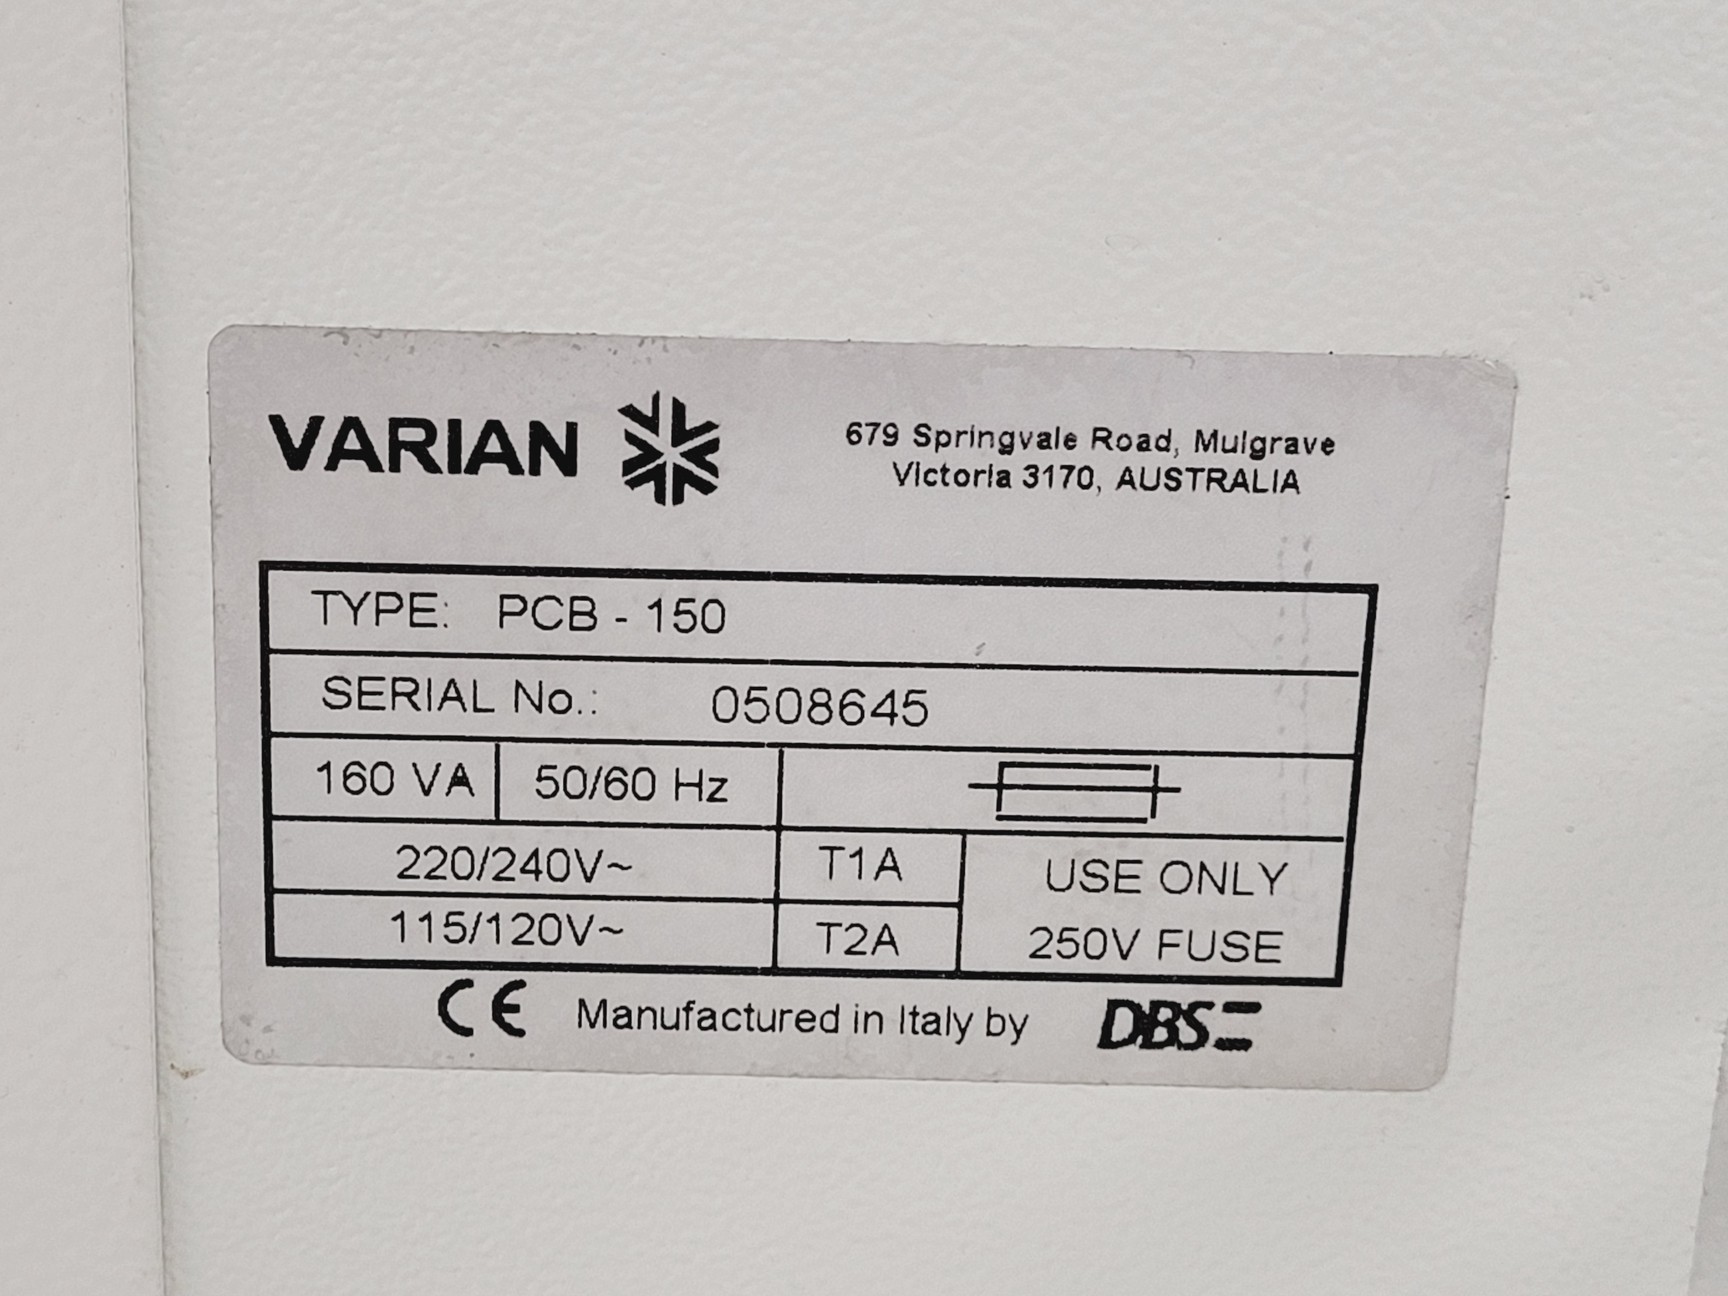 VARIAN
679 Springvale Road, Mulgrave
Victoria 3170, AUSTRALIA
TYPE: PCB - 150
SERIAL No.: 0508645
160 VA 50/60 Hz
220/240V~ T1A
115/120V~ T2A
USE ONLY
250V FUSE
CE Manufactured in Italy by DBS